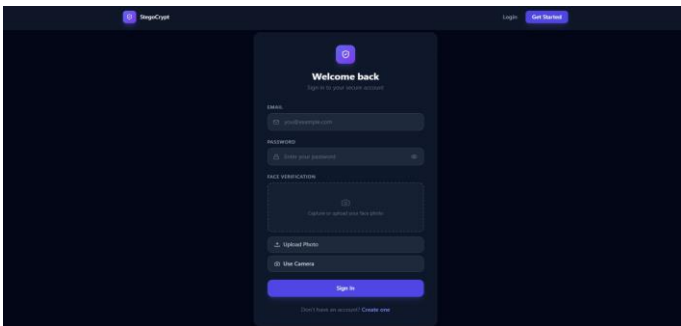 StegoCrypt
Login
Get Started
Welcome back
Sign in to your secure account
EMAIL
you@example.com
PASSWORD
Enter your password
FACE VERIFICATION
Capture or upload your face photo
Upload Photo
Use Camera
Sign In
Don't have an account? Create one